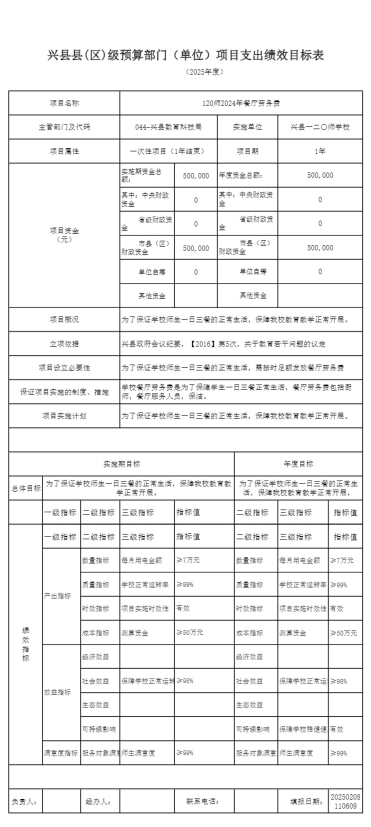 兴县县(区)级预算部门（单位）项目支出绩效目标表
（2025年度）
项目名称 120师2024年餐厅劳务费
主管部门及代码 044-兴县教育科技局 实施单位 兴县一二〇师学校
项目属性 一次性项目（1年结束） 项目期 1年
项目资金
（元）
实施期资金总额: 500,000 年度资金总额: 500,000
其中: 中央财政资金 0 其中: 中央财政资金 0
省级财政资金 0 省级财政资金 0
市县（区）财政资金 500,000 市县（区）财政资金 500,000
单位自筹 0 单位自筹 0
其他资金 其他资金
项目概况 为了保证学校师生一日三餐的正常生活，保障我校教育教学正常开展。
立项依据 兴县政府会议纪要，【2016】第5次、关于教育若干问题的议定
项目设立必要性 为了保证学校师生一日三餐的正常生活，需按时足额发放餐厅劳务费
保证项目实施的制度、措施 学校餐厅劳务费是为了保障学生一日三餐正常生活，餐厅劳务费包括厨师，餐厅服务人员，保洁。
项目实施计划 为了保证学校师生一日三餐的正常生活，保障我校教育教学正常开展。
实施期目标 年度目标
总体目标 为了保证学校师生一日三餐的正常生活，保障我校教育教学正常开展。 为了保证学校师生一日三餐的正常生活，保障我校教育教学正常开展。
绩效指标
一级指标 二级指标 三级指标 指标值 二级指标 三级指标 指标值
一级指标 二级指标 三级指标 指标值 二级指标 三级指标 指标值
产出指标
数量指标 每月用电金额 ≥7万元 数量指标 每月用电金额 ≥7万元
质量指标 学校正常运转率 ≥99% 质量指标 学校正常运转率 ≥99%
时效指标 项目实施时效性 有效 时效指标 项目实施时效性 有效
成本指标 测算资金 ≥50万元 成本指标 测算资金 ≥50万元
效益指标
经济效益 经济效益
社会效益 保障学校正常运转 ≥98% 社会效益 保障学校正常运 ≥98%
生态效益 生态效益
可持续影响 可持续影响 保障学校稳健健 有效
满意度指标 服务对象满意 师生满意度 ≥99% 服务对象满意 师生满意度 ≥99%
负责人: 经办人: 联系电话: 填报日期: 20250208110609